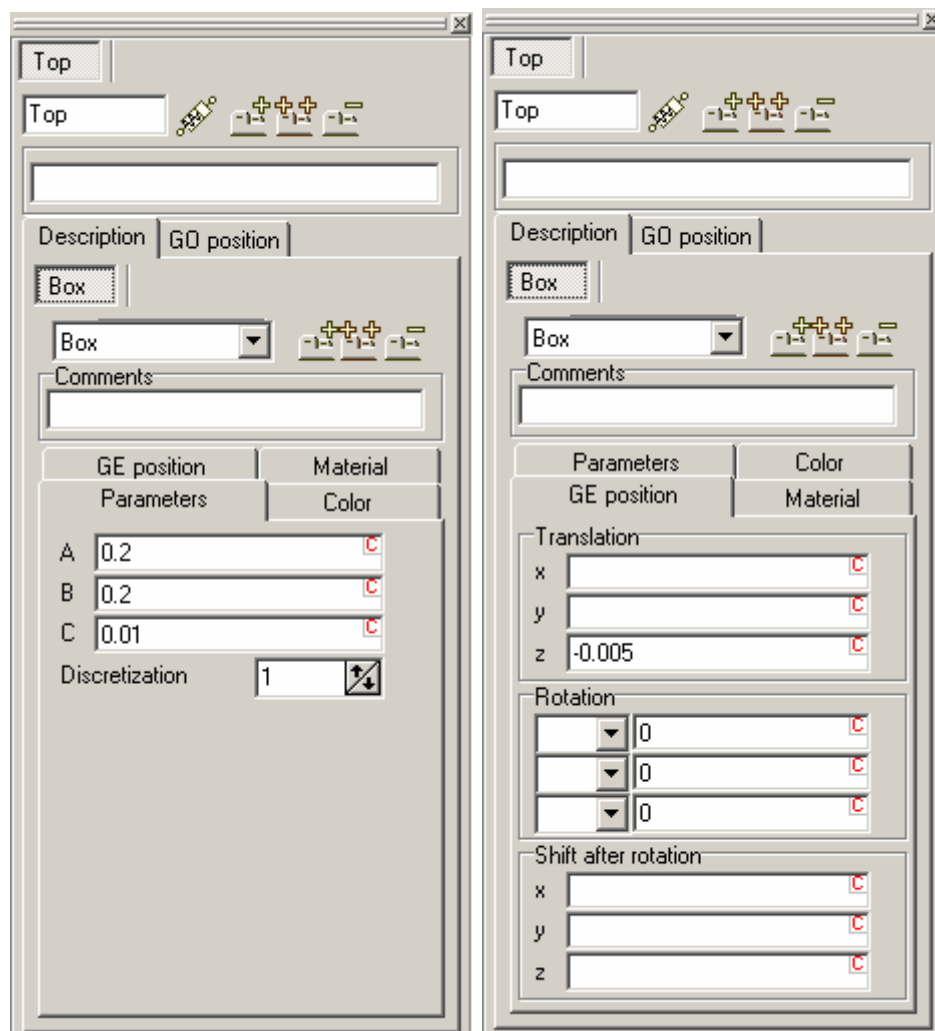 Top
Top
Description GO position
Box
Box
Comments
GE position Material
Parameters Color
A 0.2 C
B 0.2 C
C 0.01 C
Discretization 1
Top
Top
Description GO position
Box
Box
Comments
Parameters Color
GE position Material
Translation
x C
y C
z -0.005 C
Rotation
0 C
0 C
0 C
Shift after rotation
x C
y C
z C